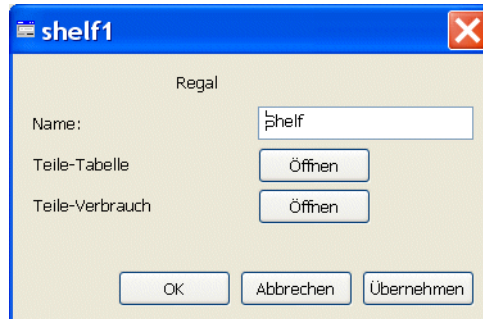 shelf1
Regal
Name: Shelf
Teile-Tabelle Öffnen
Teile-Verbrauch Öffnen
OK Abbrechen Übernehmen